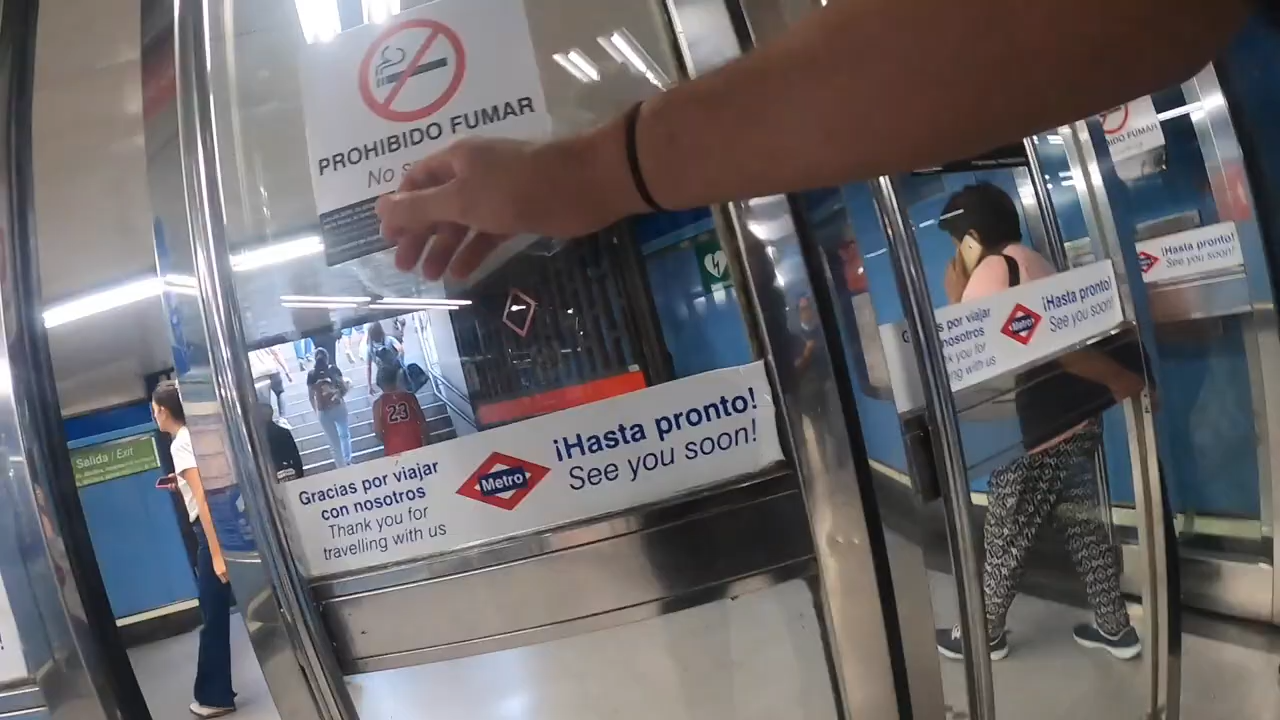 PROHIBIDO FUMAR
No
Salida / Exit
23
Gracias por viajar
con nosotros
Thank you for
travelling with us
Metro
¡Hasta pronto!
See you soon!
s por viajar
nosotros
k you for
ing with us
Metro
¡Hasta pronto!
See you soon!
IDO FUMAR
¡Hasta pronto!
See you soon!